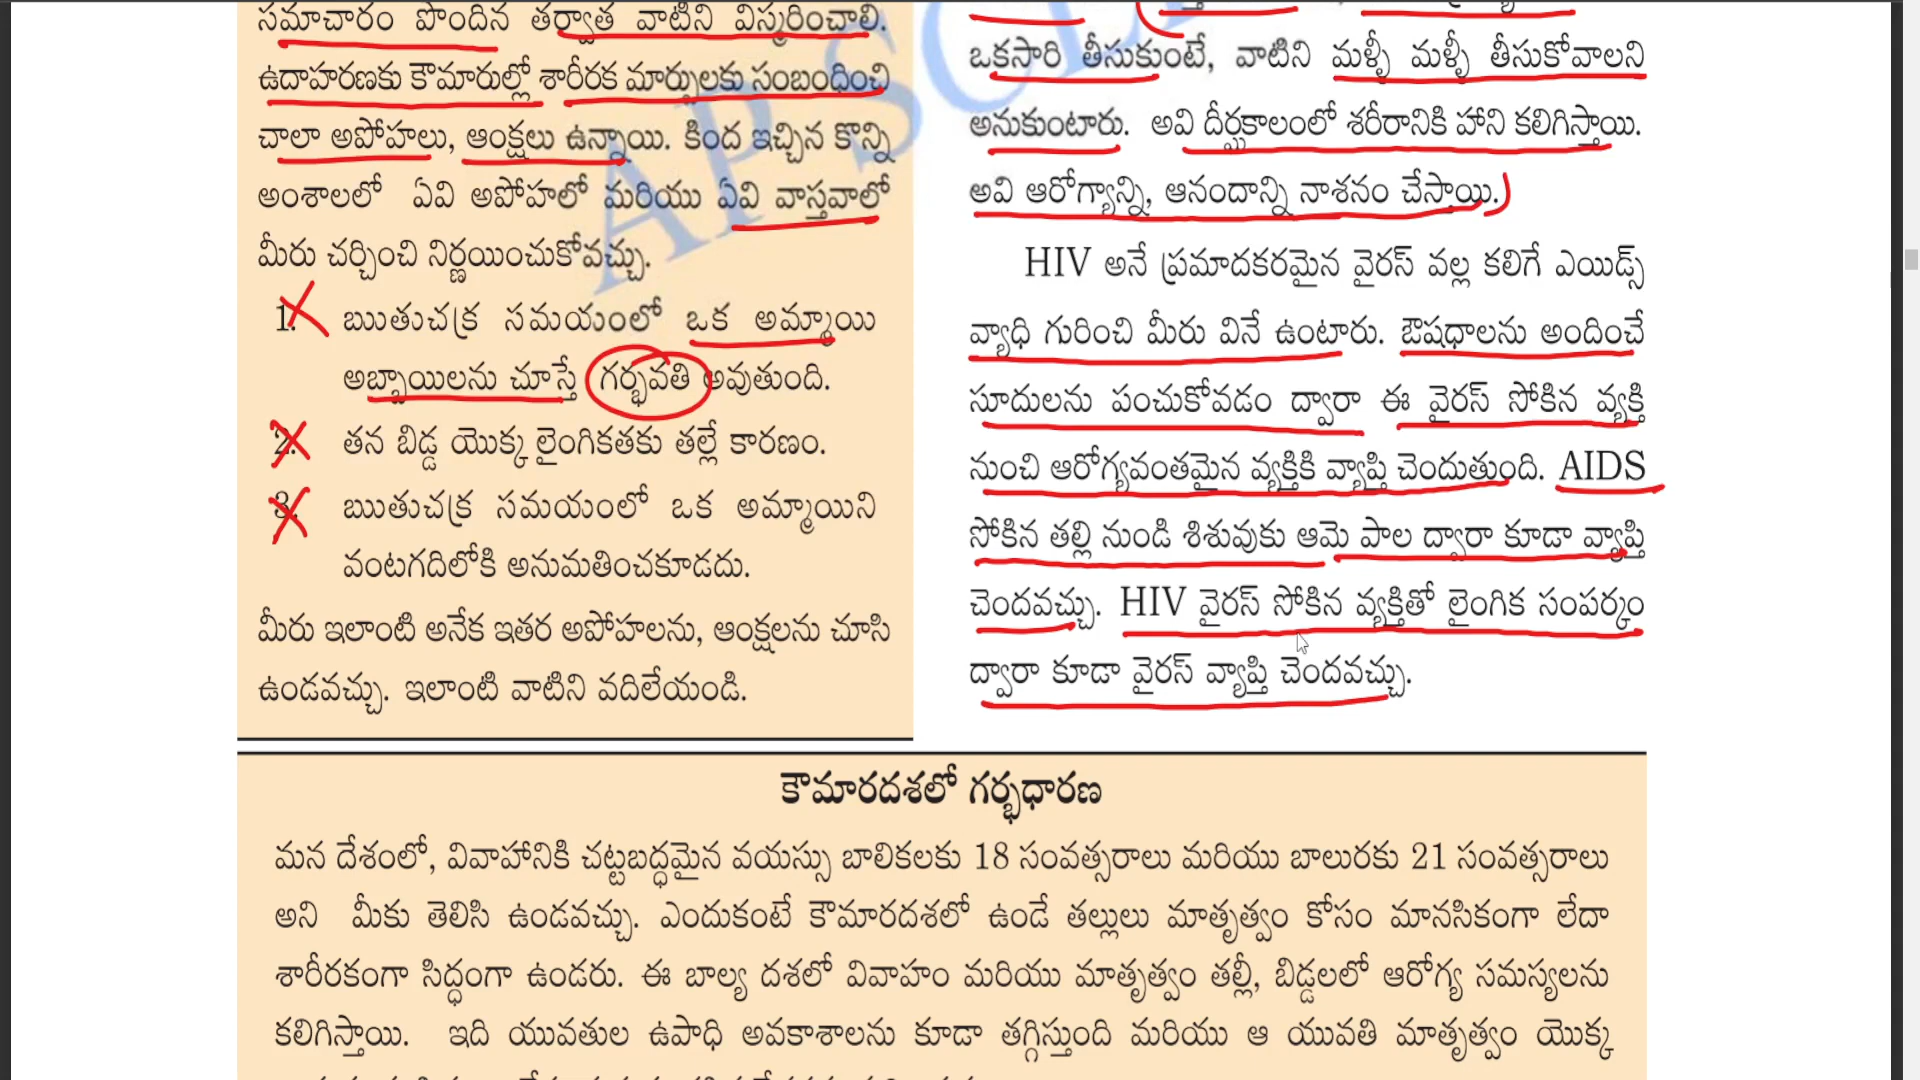 సమాచారం పొందిన తర్వాత వాటిని విస్మరించాలి.
ఉదాహరణకు కౌమారుల్లో శారీరక మార్పులకు సంబంధించి
చాలా అపోహలు, ఆంక్షలు ఉన్నాయి. కింద ఇచ్చిన కొన్ని
అంశాలలో ఏవి అపోహలో మరియు ఏవి వాస్తవాలో
మీరు చర్చించి నిర్ణయించుకోవచ్చు.
1. ఋతుచక్ర సమయంలో ఒక అమ్మాయి
అబ్బాయిలను చూస్తే గర్భవతి అవుతుంది.
2. తన బిడ్డ యొక్క లైంగికతకు తల్లే కారణం.
3. ఋతుచక్ర సమయంలో ఒక అమ్మాయిని
వంటగదిలోకి అనుమతించకూడదు.
మీరు ఇలాంటి అనేక ఇతర అపోహలను, ఆంక్షలను చూసి
ఉండవచ్చు. ఇలాంటి వాటిని వదిలేయండి.
ఒకసారి తీసుకుంటే, వాటిని మళ్ళీ మళ్ళీ తీసుకోవాలని
అనుకుంటారు. అవి దీర్ఘకాలంలో శరీరానికి హాని కలిగిస్తాయి.
అవి ఆరోగ్యాన్ని, ఆనందాన్ని నాశనం చేస్తాయి.
HIV అనే ప్రమాదకరమైన వైరస్ వల్ల కలిగే ఎయిడ్స్
వ్యాధి గురించి మీరు వినే ఉంటారు. ఔషధాలను అందించే
సూదులను పంచుకోవడం ద్వారా ఈ వైరస్ సోకిన వ్యక్తి
నుంచి ఆరోగ్యవంతమైన వ్యక్తికి వ్యాప్తి చెందుతుంది. AIDS
సోకిన తల్లి నుండి శిశువుకు ఆమె పాల ద్వారా కూడా వ్యాప్తి
చెందవచ్చు. HIV వైరస్ సోకిన వ్యక్తితో లైంగిక సంపర్కం
ద్వారా కూడా వైరస్ వ్యాప్తి చెందవచ్చు.
కౌమారదశలో గర్భధారణ
మన దేశంలో, వివాహానికి చట్టబద్ధమైన వయస్సు బాలికలకు 18 సంవత్సరాలు మరియు బాలురకు 21 సంవత్సరాలు
అని మీకు తెలిసి ఉండవచ్చు. ఎందుకంటే కౌమారదశలో ఉండే తల్లులు మాతృత్వం కోసం మానసికంగా లేదా
శారీరకంగా సిద్ధంగా ఉండరు. ఈ బాల్య దశలో వివాహం మరియు మాతృత్వం తల్లీ, బిడ్డలలో ఆరోగ్య సమస్యలను
కలిగిస్తాయి. ఇది యువతుల ఉపాధి అవకాశాలను కూడా తగ్గిస్తుంది మరియు ఆ యువతి మాతృత్వం యొక్క